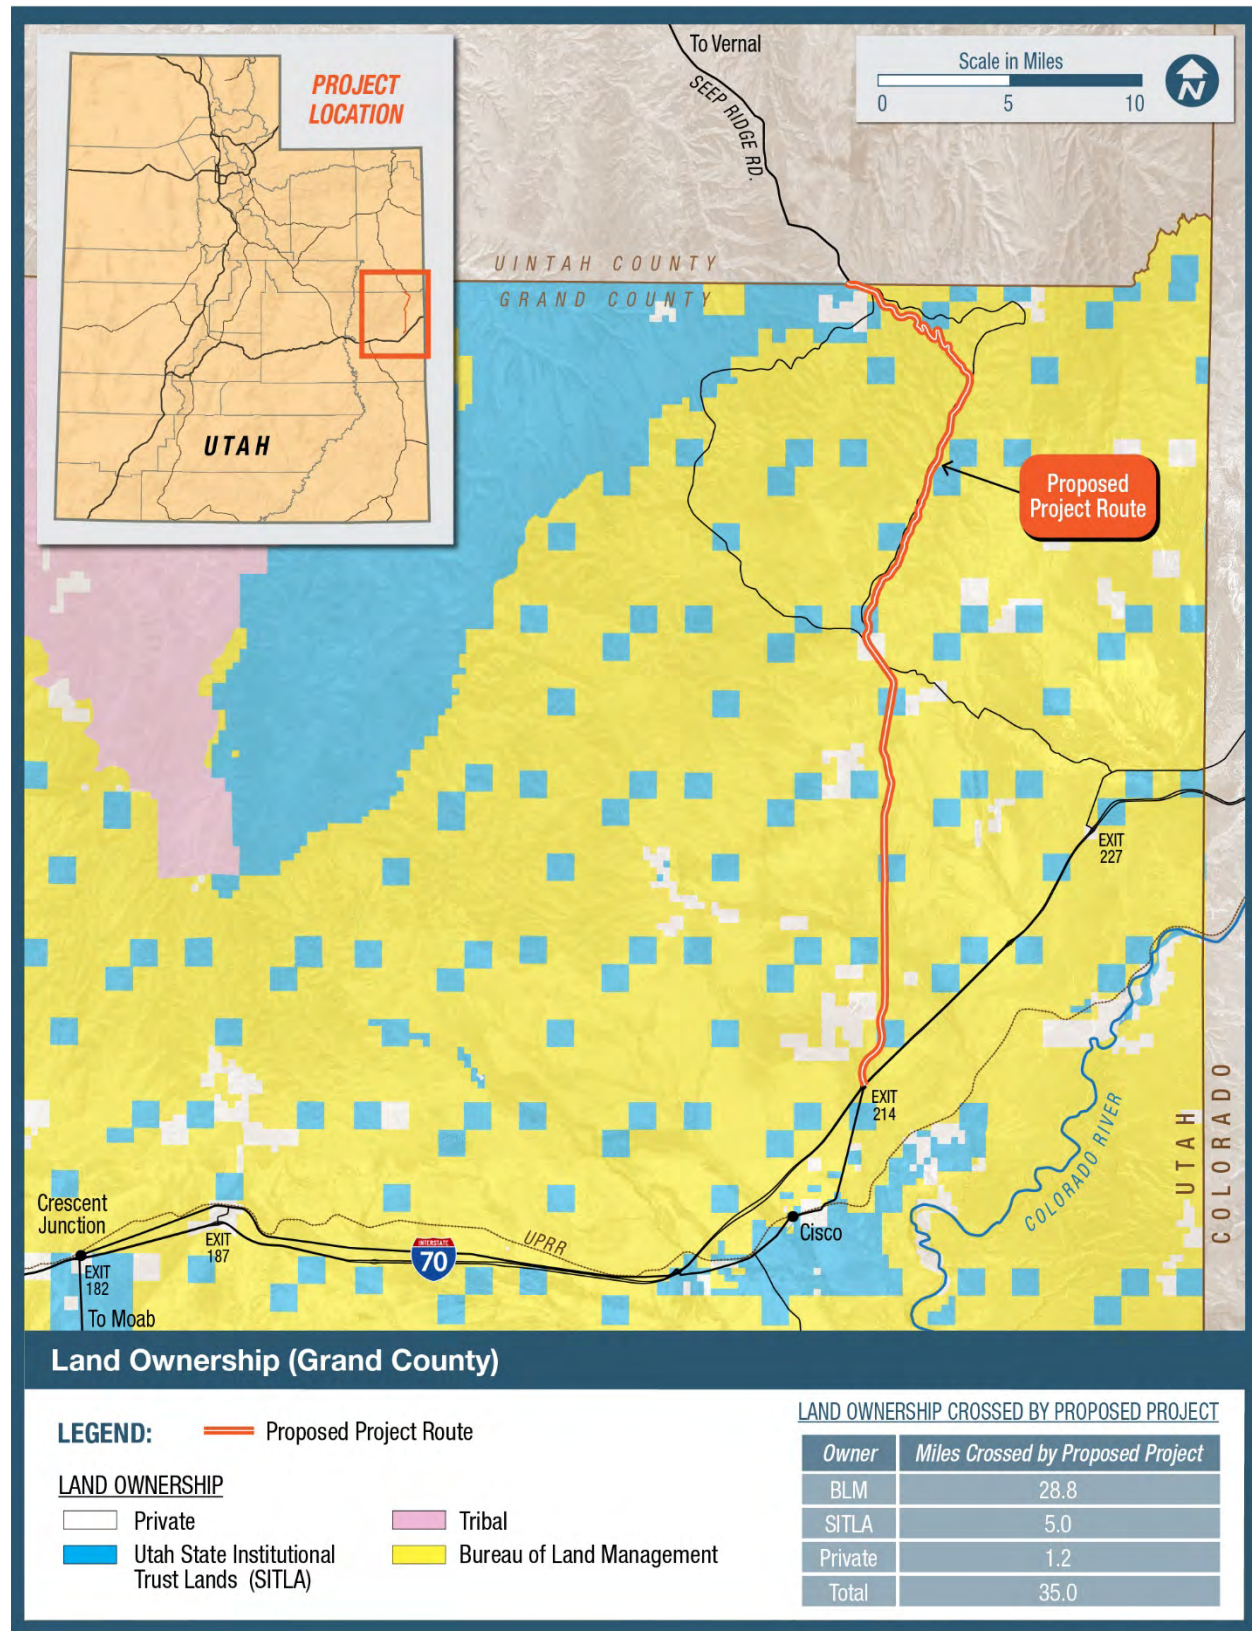 PROJECT
LOCATION
UTAH
To Vernal
SEEP RIDGE RD.
Scale in Miles
0 5 10
N
UINTAH COUNTY
GRAND COUNTY
Proposed
Project Route
EXIT
227
EXIT
214
COLORADO RIVER
UTAH
COLORADO
Crescent
Junction
EXIT
187
EXIT
182
To Moab
INTERSTATE
70
UPRR
Cisco
Land Ownership (Grand County)
LEGEND:
Proposed Project Route
LAND OWNERSHIP
Private
Tribal
Utah State Institutional
Trust Lands (SITLA)
Bureau of Land Management
LAND OWNERSHIP CROSSED BY PROPOSED PROJECT
Owner Miles Crossed by Proposed Project
BLM 28.8
SITLA 5.0
Private 1.2
Total 35.0